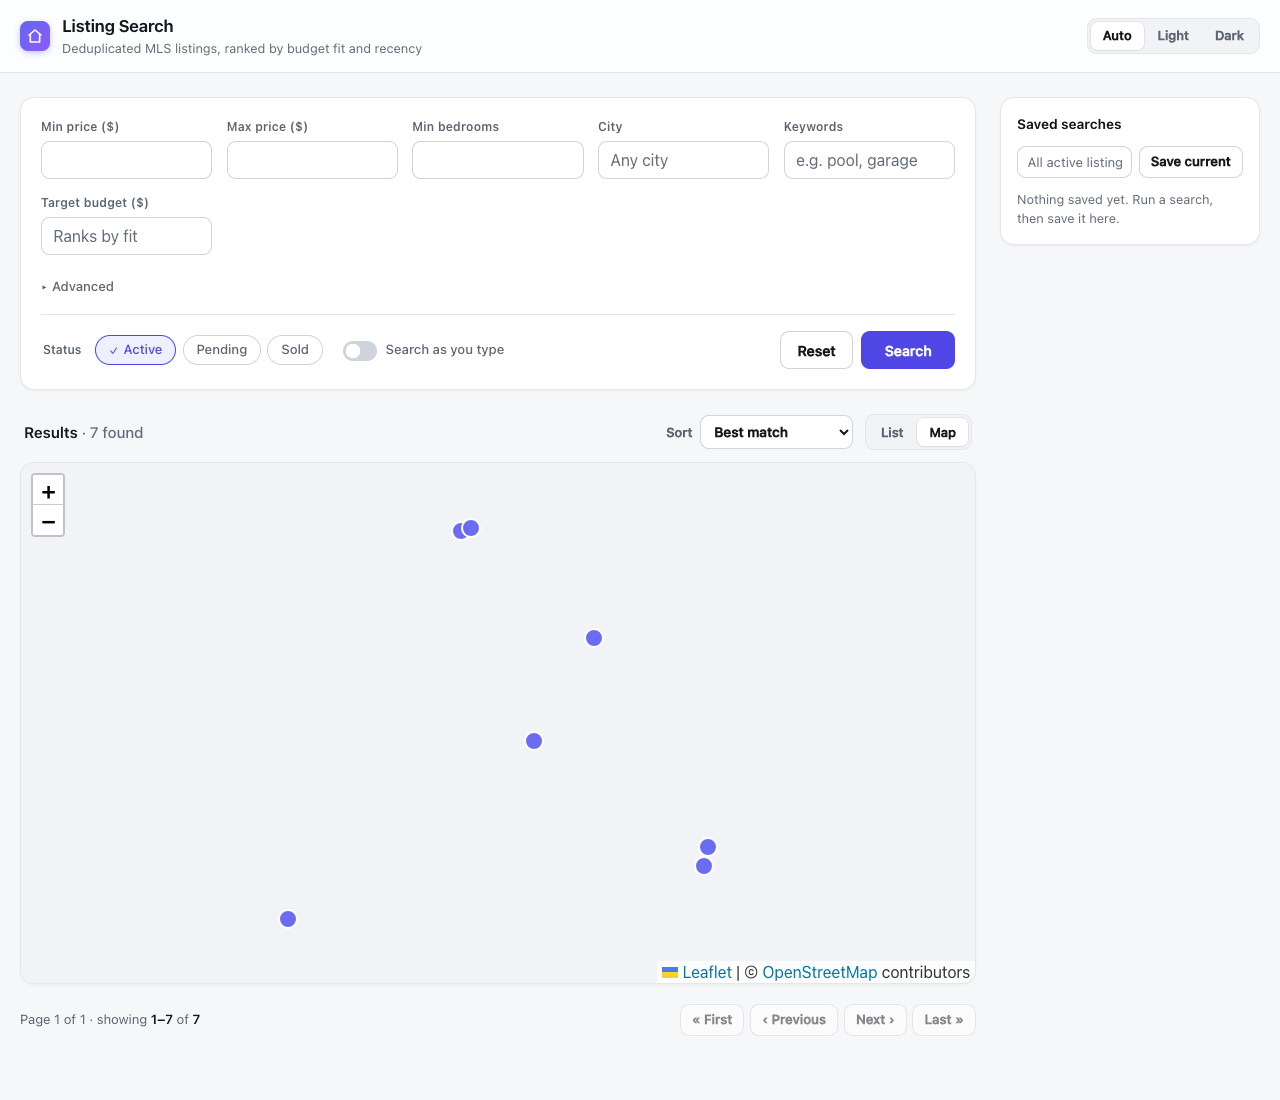 Listing Search
Deduplicated MLS listings, ranked by budget fit and recency
Auto Light Dark
Min price ($) Max price ($) Min bedrooms City Keywords
Any city e.g. pool, garage
Target budget ($)
Ranks by fit
▸ Advanced
Status ✓ Active Pending Sold Search as you type Reset Search
Saved searches
All active listing Save current
Nothing saved yet. Run a search,
then save it here.
Results · 7 found Sort Best match List Map
+
−
Leaflet | © OpenStreetMap contributors
Page 1 of 1 · showing 1–7 of 7 « First ‹ Previous Next › Last »